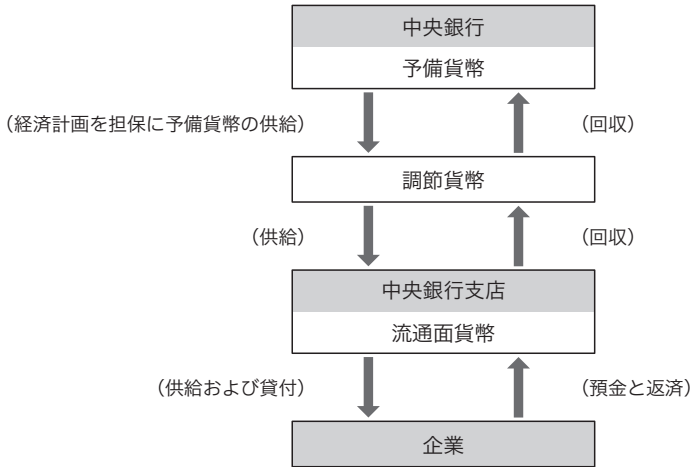 中央銀行
予備貨幣
（経済計画を担保に予備貨幣の供給）
（回収）
調節貨幣
（供給）
（回収）
中央銀行支店
流通面貨幣
（供給および貸付）
（預金と返済）
企業